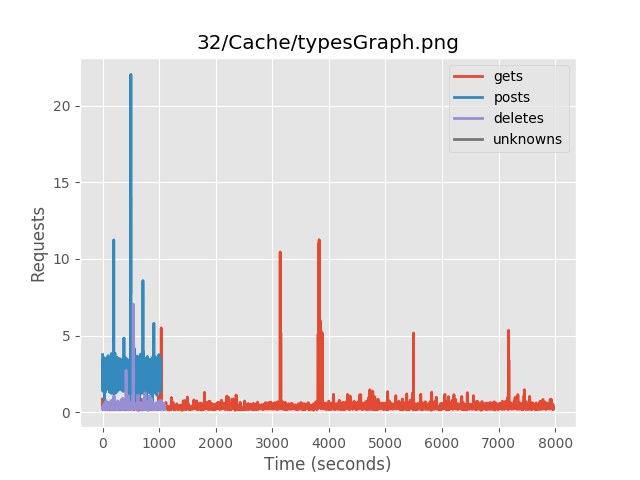 32/Cache/typesGraph.png
gets
posts
deletes
unknowns
Requests
20
15
10
5
0
0 1000 2000 3000 4000 5000 6000 7000 8000
Time (seconds)